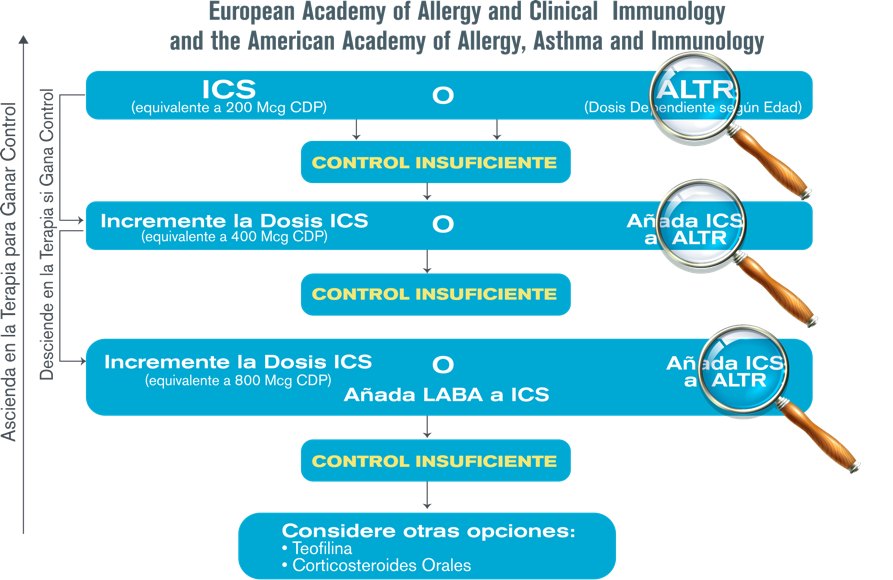 European Academy of Allergy and Clinical Immunology
and the American Academy of Allergy, Asthma and Immunology
Ascienda en la Terapia para Ganar Control
Desciende en la Terapia si Gana Control
ICS
(equivalente a 200 Mcg CDP)
O
ALTR
(Dosis Dependiente según Edad)
CONTROL INSUFICIENTE
Incremente la Dosis ICS
(equivalente a 400 Mcg CDP)
O
Añada ICS
a ALTR
CONTROL INSUFICIENTE
Incremente la Dosis ICS
(equivalente a 800 Mcg CDP)
O
Añada LABA a ICS
Añada ICS
a ALTR
CONTROL INSUFICIENTE
Considere otras opciones:
• Teofilina
• Corticosteroides Orales